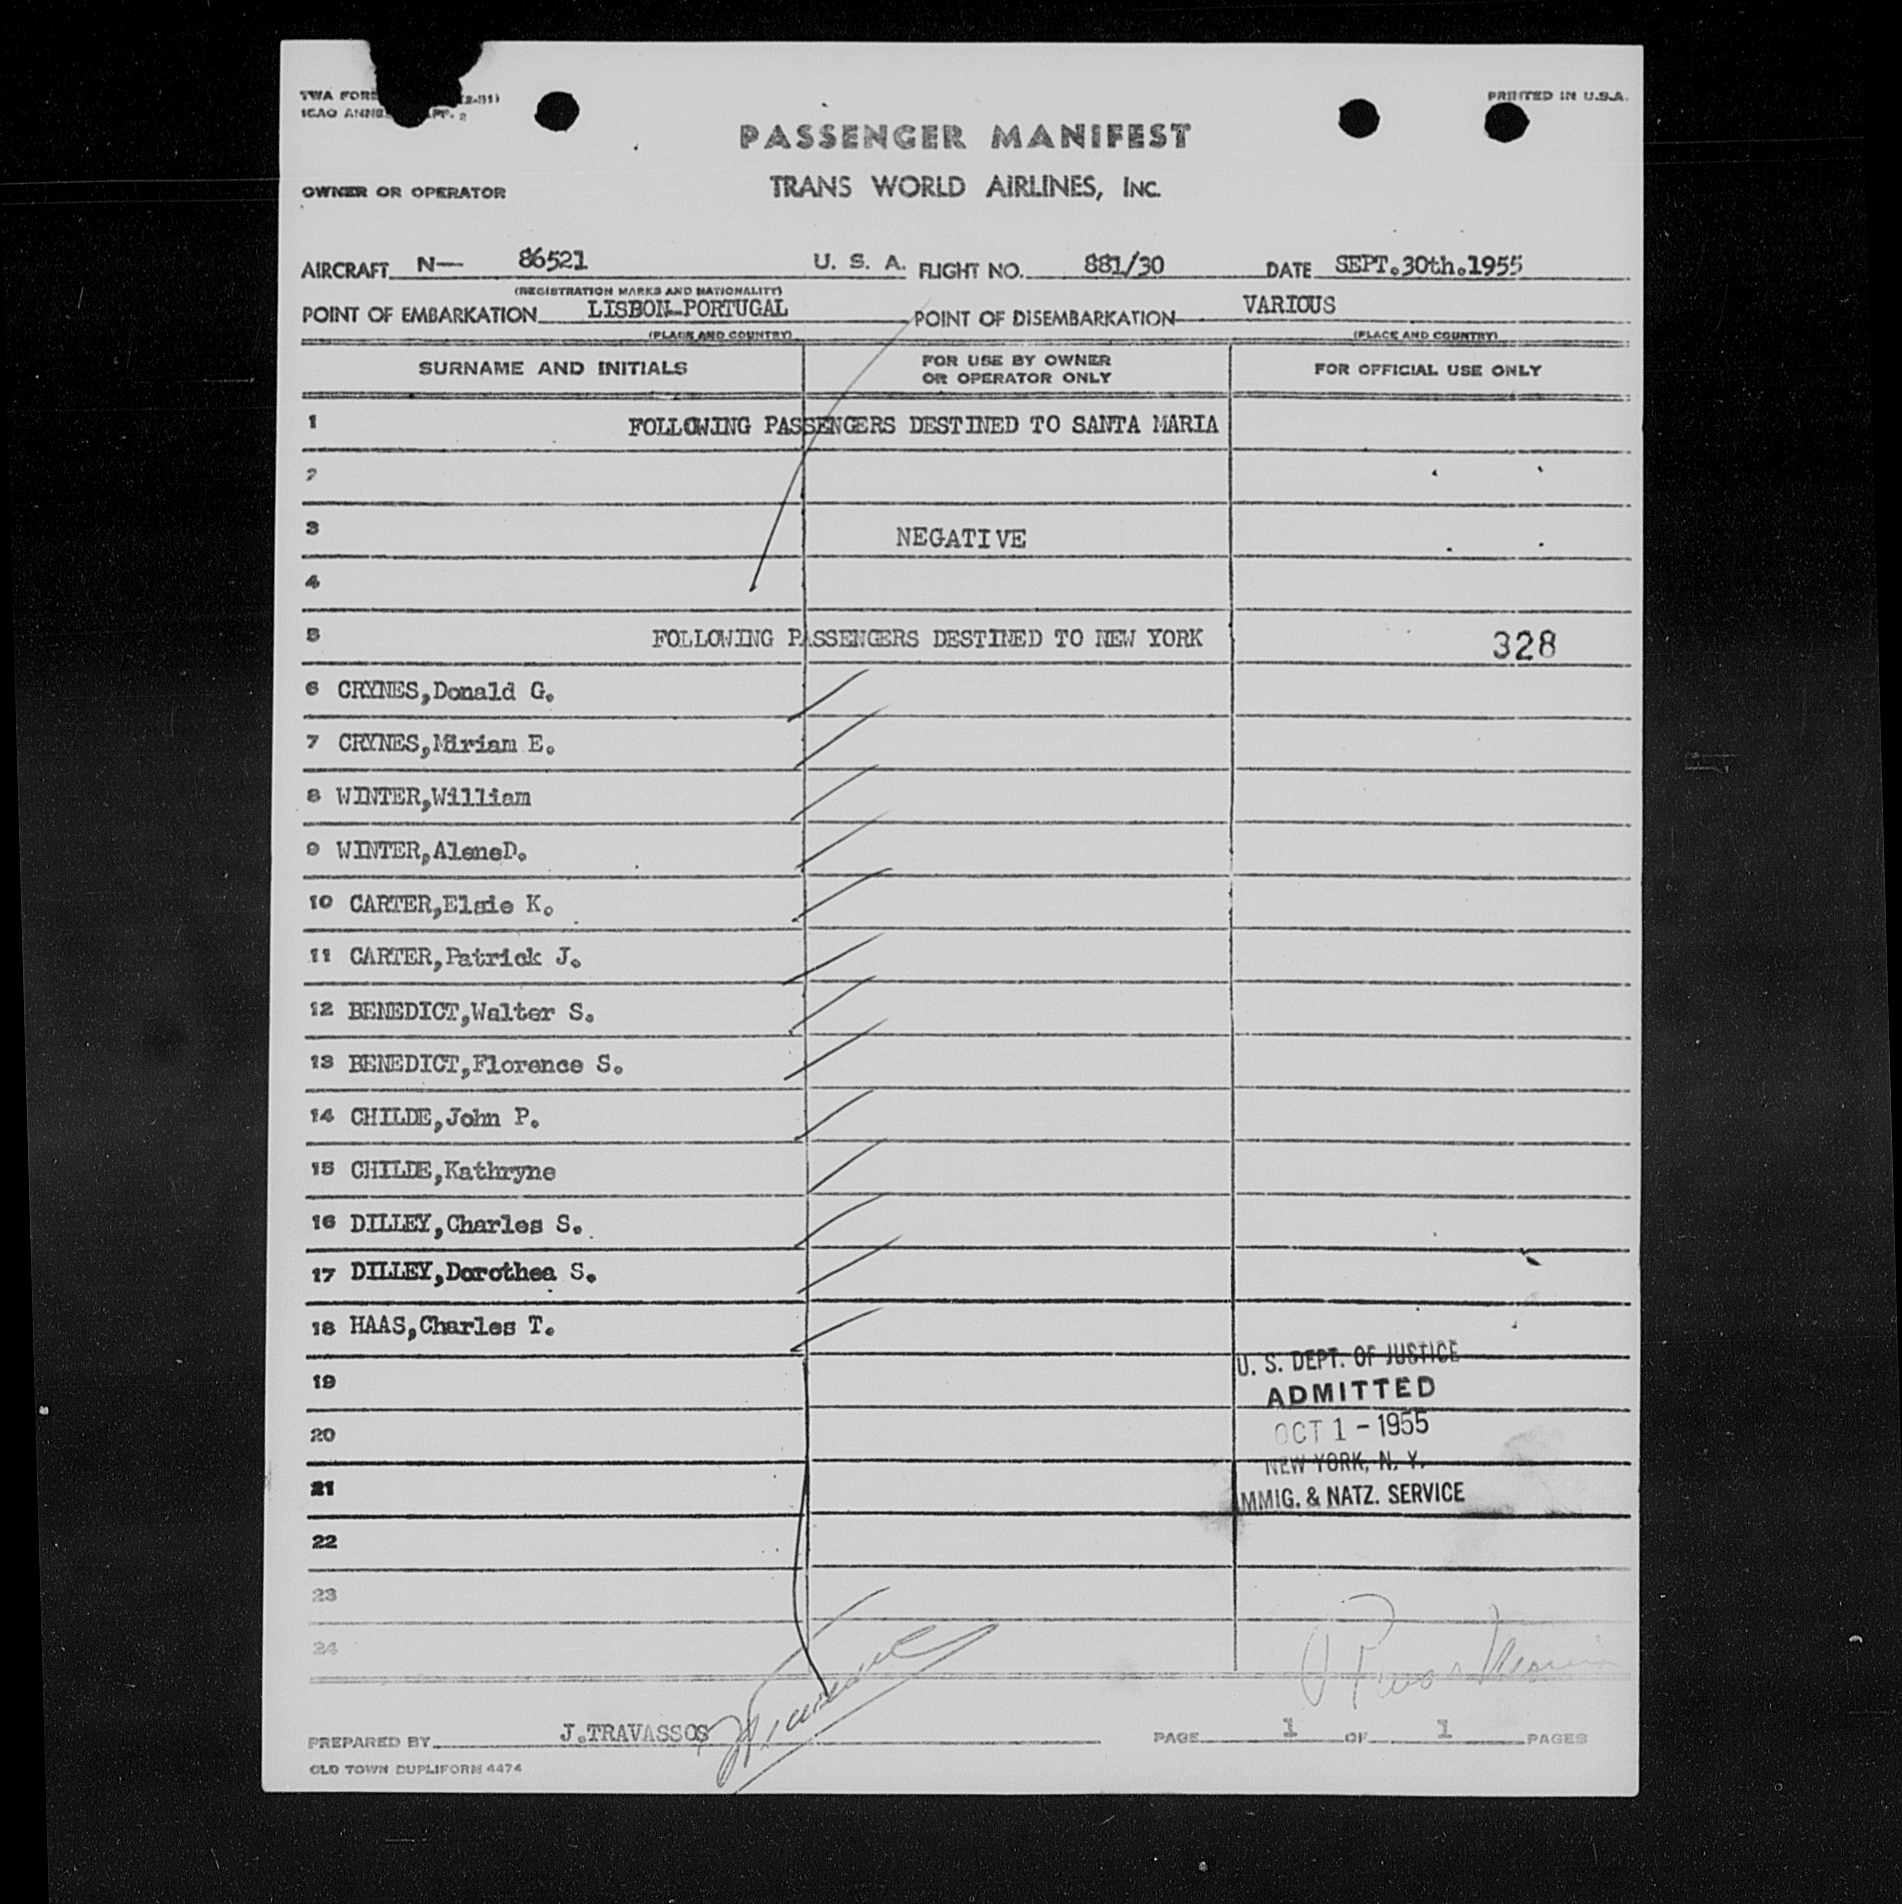 TWA FORM (2-51)
ICAO ANNEX APP. 2
PRINTED IN U.S.A.
PASSENGER MANIFEST
OWNER OR OPERATOR TRANS WORLD AIRLINES, INC.
AIRCRAFT N— 86521 U. S. A. FLIGHT NO. 881/30 DATE SEPT.30th.1955
(REGISTRATION MARKS AND NATIONALITY)
POINT OF EMBARKATION LISBON-PORTUGAL POINT OF DISEMBARKATION VARIOUS
(PLACE AND COUNTRY) (PLACE AND COUNTRY)
SURNAME AND INITIALS FOR USE BY OWNER OR OPERATOR ONLY FOR OFFICIAL USE ONLY
1 FOLLOWING PASSENGERS DESTINED TO SANTA MARIA
2
3 NEGATIVE
4
5 FOLLOWING PASSENGERS DESTINED TO NEW YORK 328
6 CRYNES,Donald G.
7 CRYNES,Miriam E.
8 WINTER,William
9 WINTER,AleneD.
10 CARTER,Elsie K.
11 CARTER,Patrick J.
12 BENEDICT,Walter S.
13 BENEDICT,Florence S.
14 CHILDE,John P.
15 CHILDE,Kathryne
16 DILLEY,Charles S.
17 DILLEY,Dorothea S.
18 HAAS,Charles T.
U. S. DEPT. OF JUSTICE
19 ADMITTED
20 OCT 1 - 1955
NEW YORK, N. Y.
21 IMMIG. & NATZ. SERVICE
22
23
24
PREPARED BY J.TRAVASSOS PAGE 1 OF 1 PAGES
OLD TOWN DUPLIFORM 4474